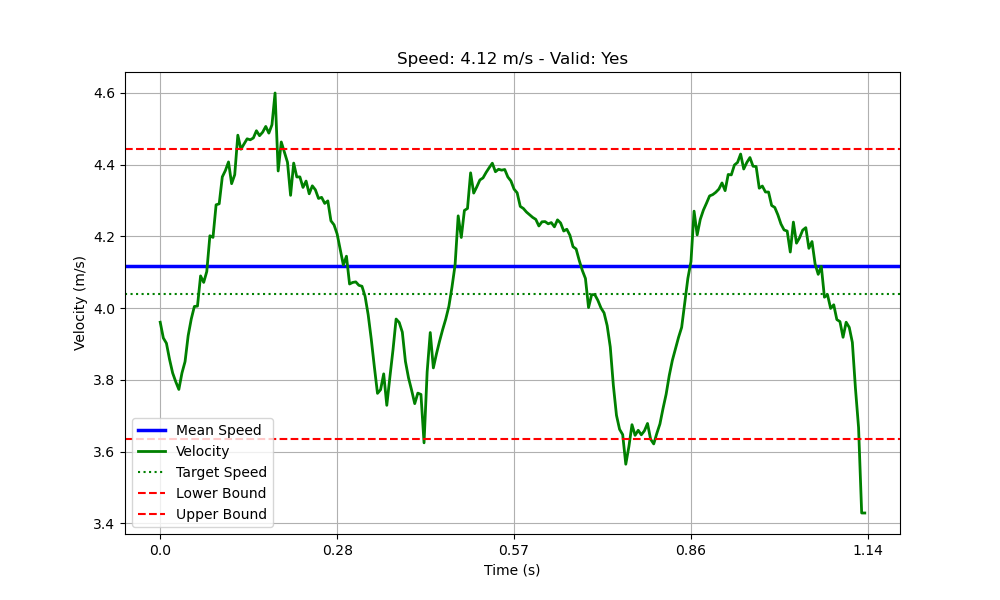 Speed: 4.12 m/s - Valid: Yes
Velocity (m/s)
4.6
4.4
4.2
4.0
3.8
3.6
3.4
Mean Speed
Velocity
Target Speed
Lower Bound
Upper Bound
0.0 0.28 0.57 0.86 1.14
Time (s)